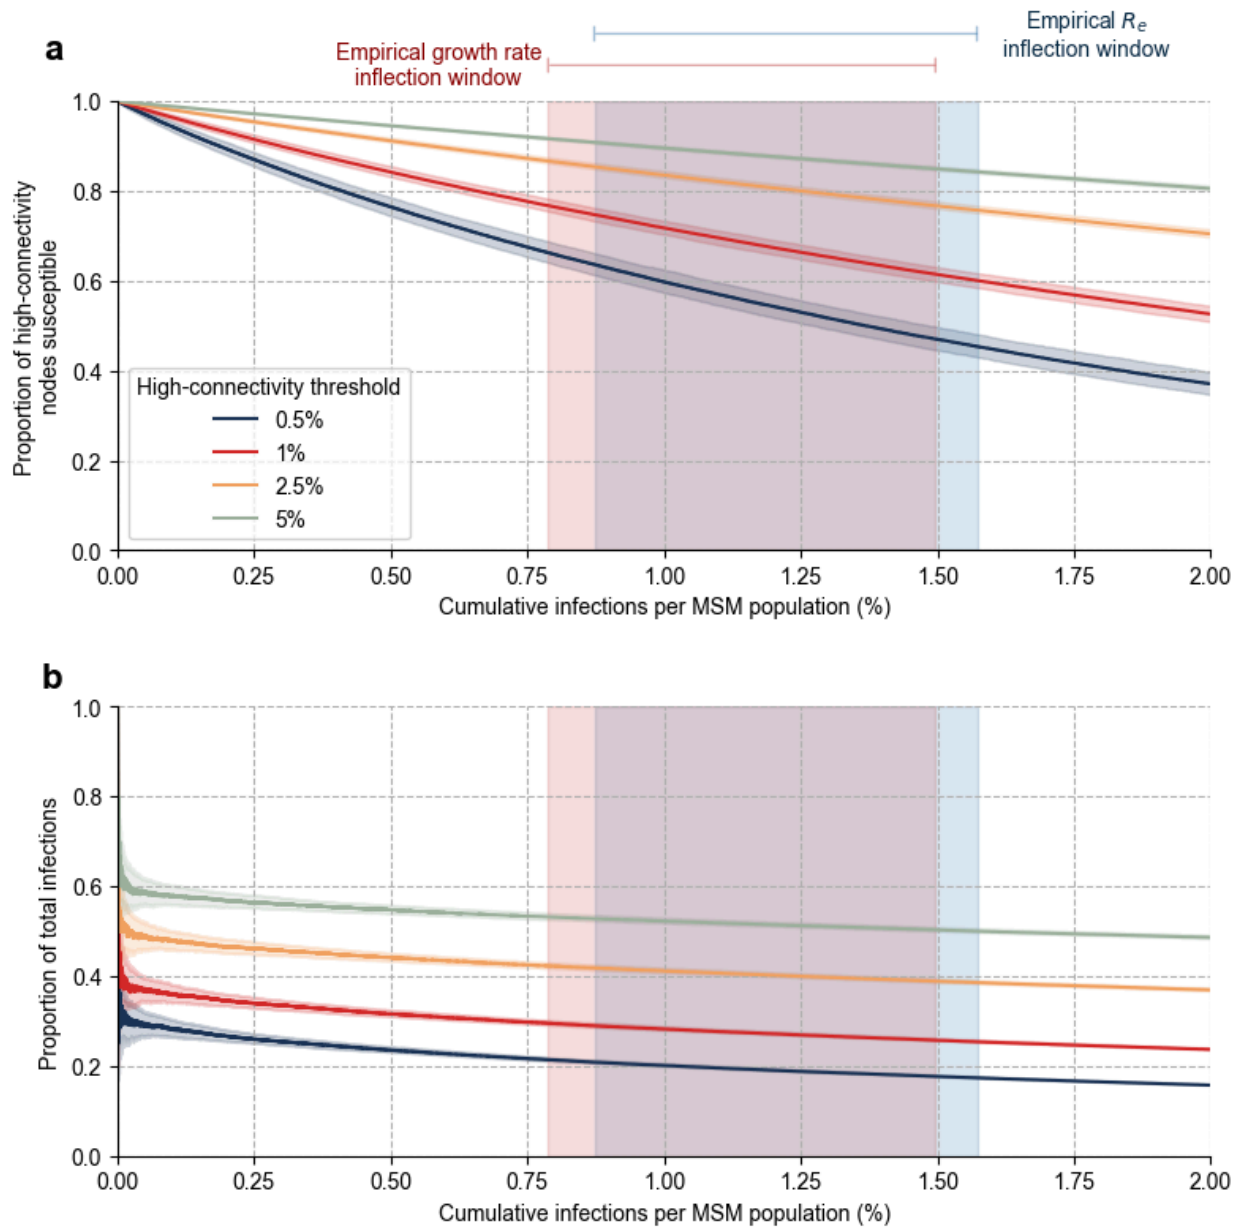 a
Empirical growth rate
inflection window
Empirical Re
inflection window
1.0
0.8
0.6
0.4
0.2
0.0
Proportion of high-connectivity
nodes susceptible
High-connectivity threshold
0.5%
1%
2.5%
5%
0.00 0.25 0.50 0.75 1.00 1.25 1.50 1.75 2.00
Cumulative infections per MSM population (%)
b
1.0
0.8
0.6
0.4
0.2
0.0
Proportion of total infections
0.00 0.25 0.50 0.75 1.00 1.25 1.50 1.75 2.00
Cumulative infections per MSM population (%)